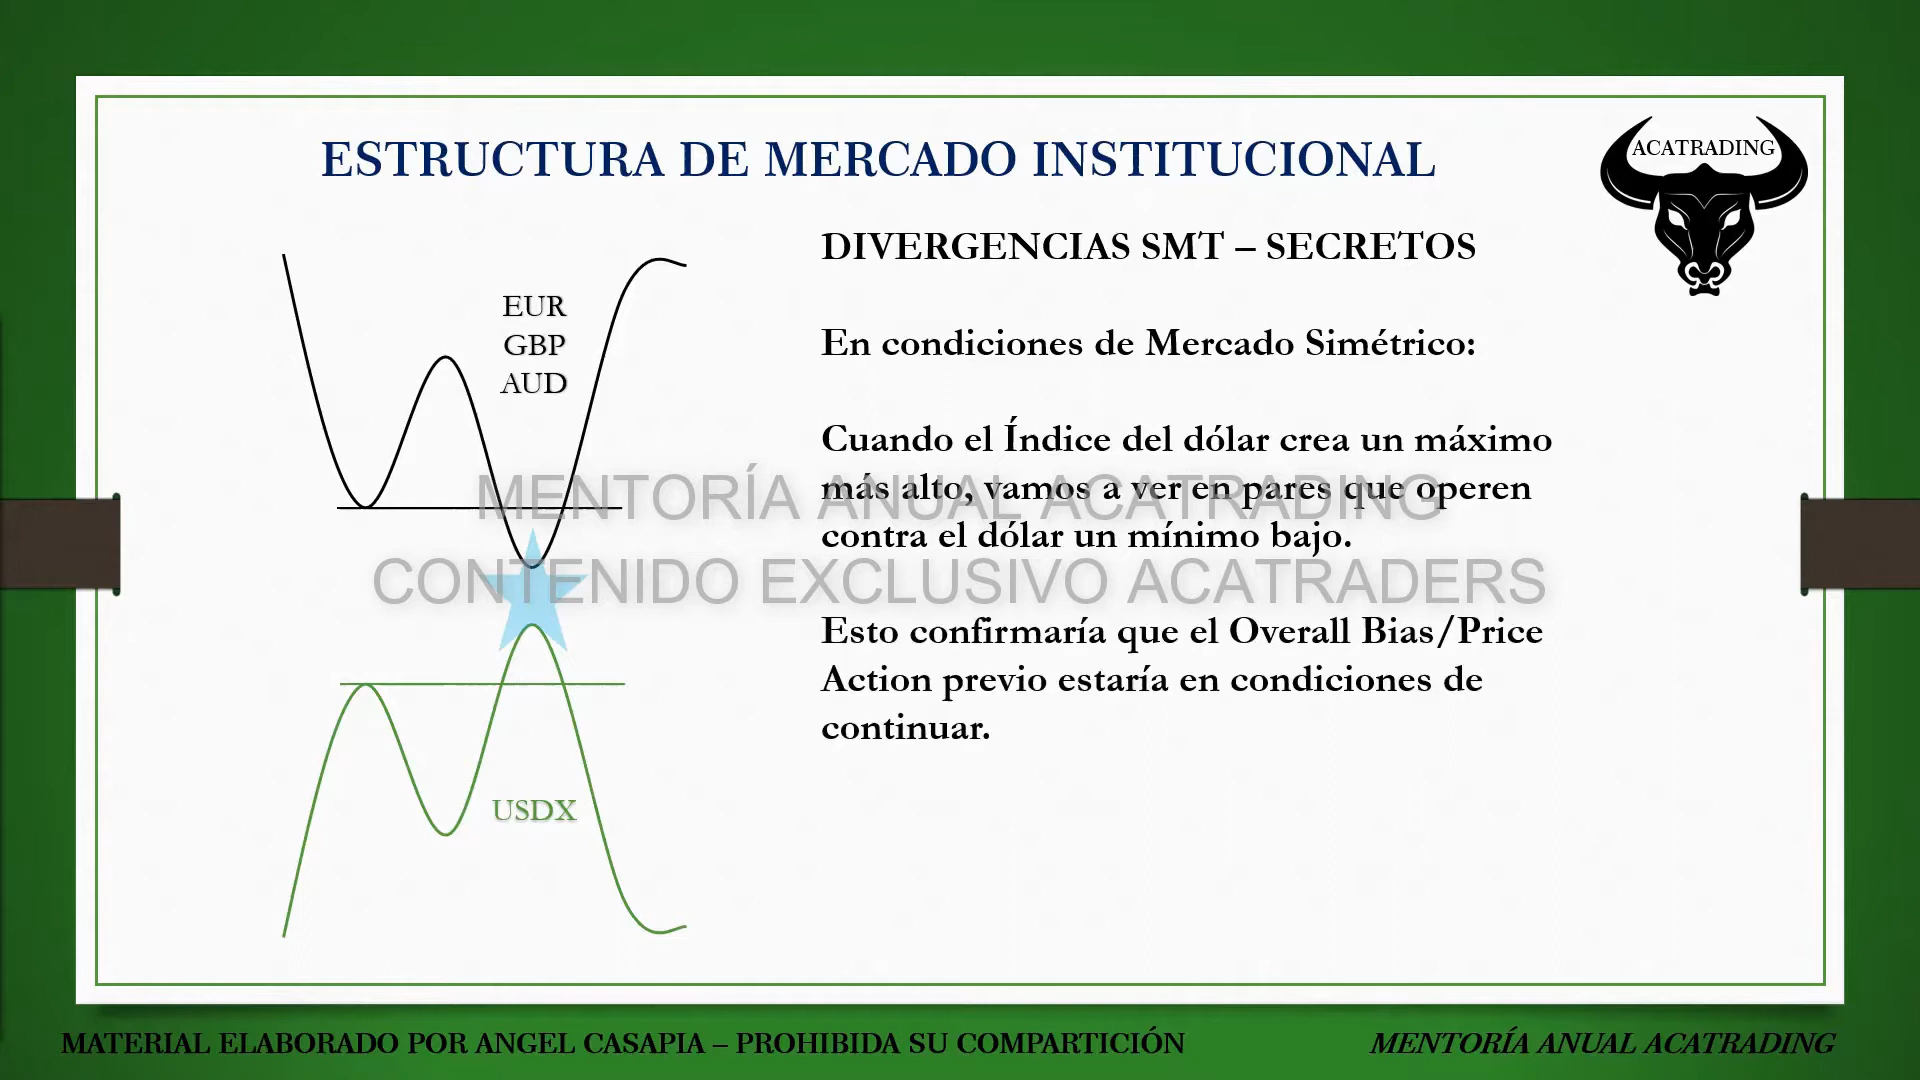 ESTRUCTURA DE MERCADO INSTITUCIONAL
ACATRADING
DIVERGENCIAS SMT – SECRETOS
EUR
GBP
AUD
En condiciones de Mercado Simétrico:
Cuando el Índice del dólar crea un máximo
más alto, vamos a ver en pares que operen
contra el dólar un mínimo bajo.
MENTORÍA ANUAL ACATRADING
CONTENIDO EXCLUSIVO ACATRADERS
Esto confirmaría que el Overall Bias/Price
Action previo estaría en condiciones de
continuar.
USDX
MATERIAL ELABORADO POR ANGEL CASAPIA – PROHIBIDA SU COMPARTICIÓN
MENTORÍA ANUAL ACATRADING